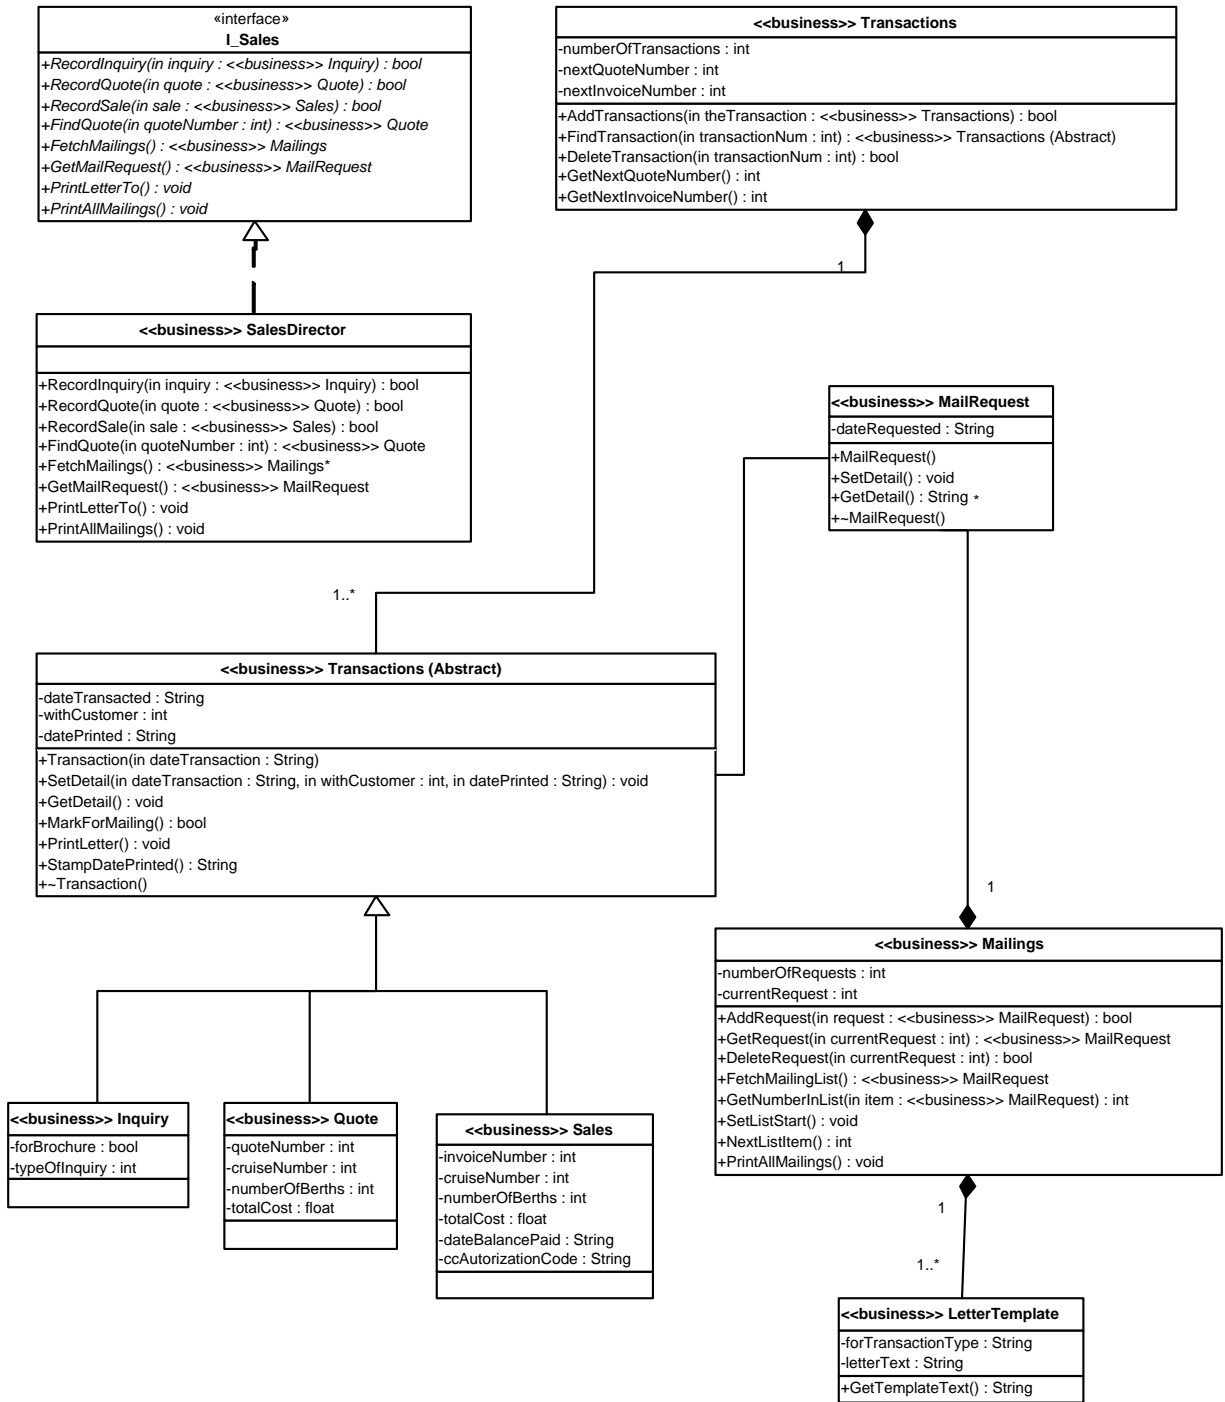 «interface»
I_Sales
+RecordInquiry(in inquiry : <<business>> Inquiry) : bool
+RecordQuote(in quote : <<business>> Quote) : bool
+RecordSale(in sale : <<business>> Sales) : bool
+FindQuote(in quoteNumber : int) : <<business>> Quote
+FetchMailings() : <<business>> Mailings
+GetMailRequest() : <<business>> MailRequest
+PrintLetterTo() : void
+PrintAllMailings() : void
<<business>> Transactions
-numberOfTransactions : int
-nextQuoteNumber : int
-nextInvoiceNumber : int
+AddTransactions(in theTransaction : <<business>> Transactions) : bool
+FindTransaction(in transactionNum : int) : <<business>> Transactions (Abstract)
+DeleteTransaction(in transactionNum : int) : bool
+GetNextQuoteNumber() : int
+GetNextInvoiceNumber() : int
1
<<business>> SalesDirector
+RecordInquiry(in inquiry : <<business>> Inquiry) : bool
+RecordQuote(in quote : <<business>> Quote) : bool
+RecordSale(in sale : <<business>> Sales) : bool
+FindQuote(in quoteNumber : int) : <<business>> Quote
+FetchMailings() : <<business>> Mailings*
+GetMailRequest() : <<business>> MailRequest
+PrintLetterTo() : void
+PrintAllMailings() : void
<<business>> MailRequest
-dateRequested : String
+MailRequest()
+SetDetail() : void
+GetDetail() : String *
+~MailRequest()
1..*
<<business>> Transactions (Abstract)
-dateTransacted : String
-withCustomer : int
-datePrinted : String
+Transaction(in dateTransaction : String)
+SetDetail(in dateTransaction : String, in withCustomer : int, in datePrinted : String) : void
+GetDetail() : void
+MarkForMailing() : bool
+PrintLetter() : void
+StampDatePrinted() : String
+~Transaction()
1
<<business>> Mailings
-numberOfRequests : int
-currentRequest : int
+AddRequest(in request : <<business>> MailRequest) : bool
+GetRequest(in currentRequest : int) : <<business>> MailRequest
+DeleteRequest(in currentRequest : int) : bool
+FetchMailingList() : <<business>> MailRequest
+GetNumberInList(in item : <<business>> MailRequest) : int
+SetListStart() : void
+NextListItem() : int
+PrintAllMailings() : void
<<business>> Inquiry
-forBrochure : bool
-typeOfInquiry : int
<<business>> Quote
-quoteNumber : int
-cruiseNumber : int
-numberOfBerths : int
-totalCost : float
<<business>> Sales
-invoiceNumber : int
-cruiseNumber : int
-numberOfBerths : int
-totalCost : float
-dateBalancePaid : String
-ccAutorizationCode : String
1
1..*
<<business>> LetterTemplate
-forTransactionType : String
-letterText : String
+GetTemplateText() : String